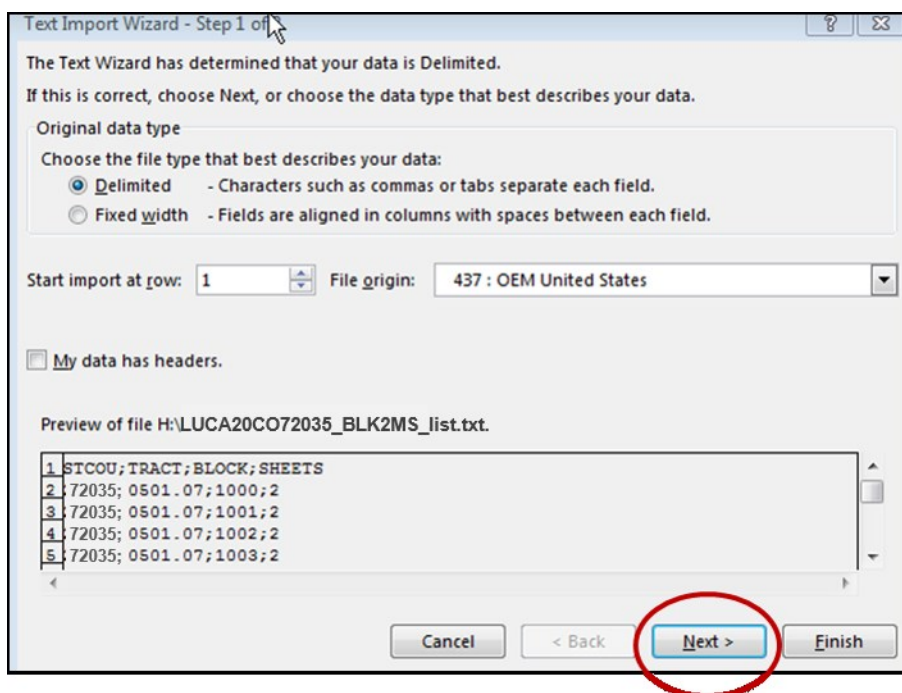 Text Import Wizard - Step 1 of
The Text Wizard has determined that your data is Delimited.
If this is correct, choose Next, or choose the data type that best describes your data.
Original data type
Choose the file type that best describes your data:
Delimited - Characters such as commas or tabs separate each field.
Fixed width - Fields are aligned in columns with spaces between each field.
Start import at row: 1 File origin: 437 : OEM United States
My data has headers.
Preview of file H:\LUCA20CO72035_BLK2MS_list.txt.
1 STCOU;TRACT;BLOCK;SHEETS
2 72035; 0501.07;1000;2
3 72035; 0501.07;1001;2
4 72035; 0501.07;1002;2
5 72035; 0501.07;1003;2
Cancel < Back Next > Finish